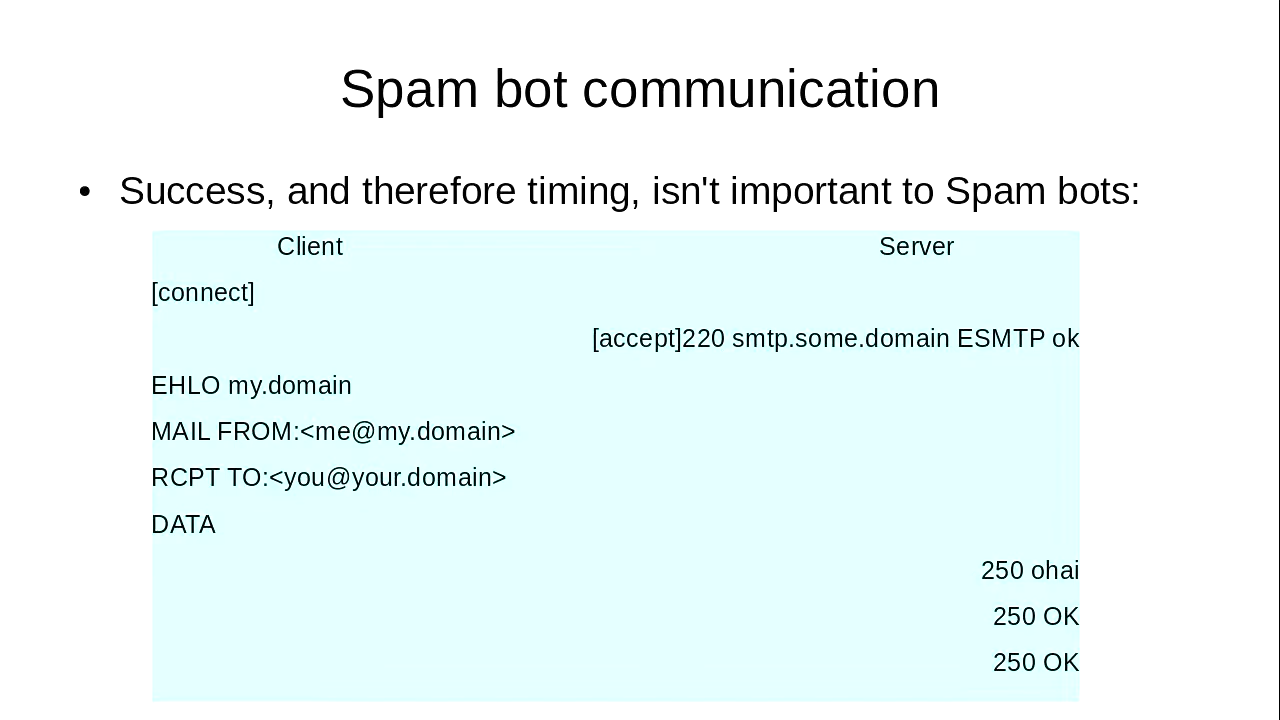 Spam bot communication
• Success, and therefore timing, isn't important to Spam bots:
Client Server
[connect]
[accept]220 smtp.some.domain ESMTP ok
EHLO my.domain
MAIL FROM:<me@my.domain>
RCPT TO:<you@your.domain>
DATA
250 ohai
250 OK
250 OK